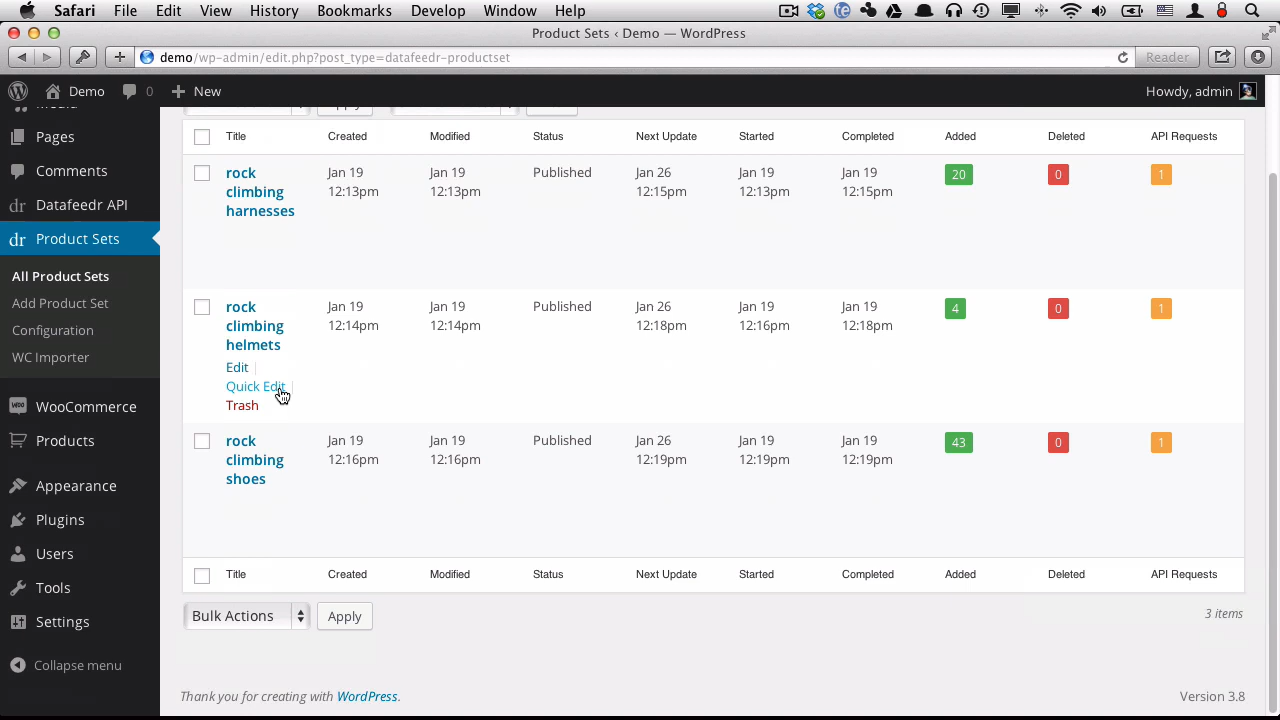 Safari File Edit View History Bookmarks Develop Window Help
Product Sets ‹ Demo — WordPress
demo/wp-admin/edit.php?post_type=datafeedr-productset
Reader
Demo 0 New
Howdy, admin
Media
Pages
Comments
dr Datafeedr API
dr Product Sets
All Product Sets
Add Product Set
Configuration
WC Importer
WooCommerce
Products
Appearance
Plugins
Users
Tools
Settings
Collapse menu
Apply
Title Created Modified Status Next Update Started Completed Added Deleted API Requests
rock climbing harnesses
Jan 19 12:13pm
Jan 19 12:13pm
Published
Jan 26 12:15pm
Jan 19 12:13pm
Jan 19 12:15pm
20 0 1
rock climbing helmets
Edit |
Quick Edit |
Trash
Jan 19 12:14pm
Jan 19 12:14pm
Published
Jan 26 12:18pm
Jan 19 12:16pm
Jan 19 12:18pm
4 0 1
rock climbing shoes
Jan 19 12:16pm
Jan 19 12:16pm
Published
Jan 26 12:19pm
Jan 19 12:19pm
Jan 19 12:19pm
43 0 1
Title Created Modified Status Next Update Started Completed Added Deleted API Requests
Bulk Actions Apply
3 items
Thank you for creating with WordPress.
Version 3.8